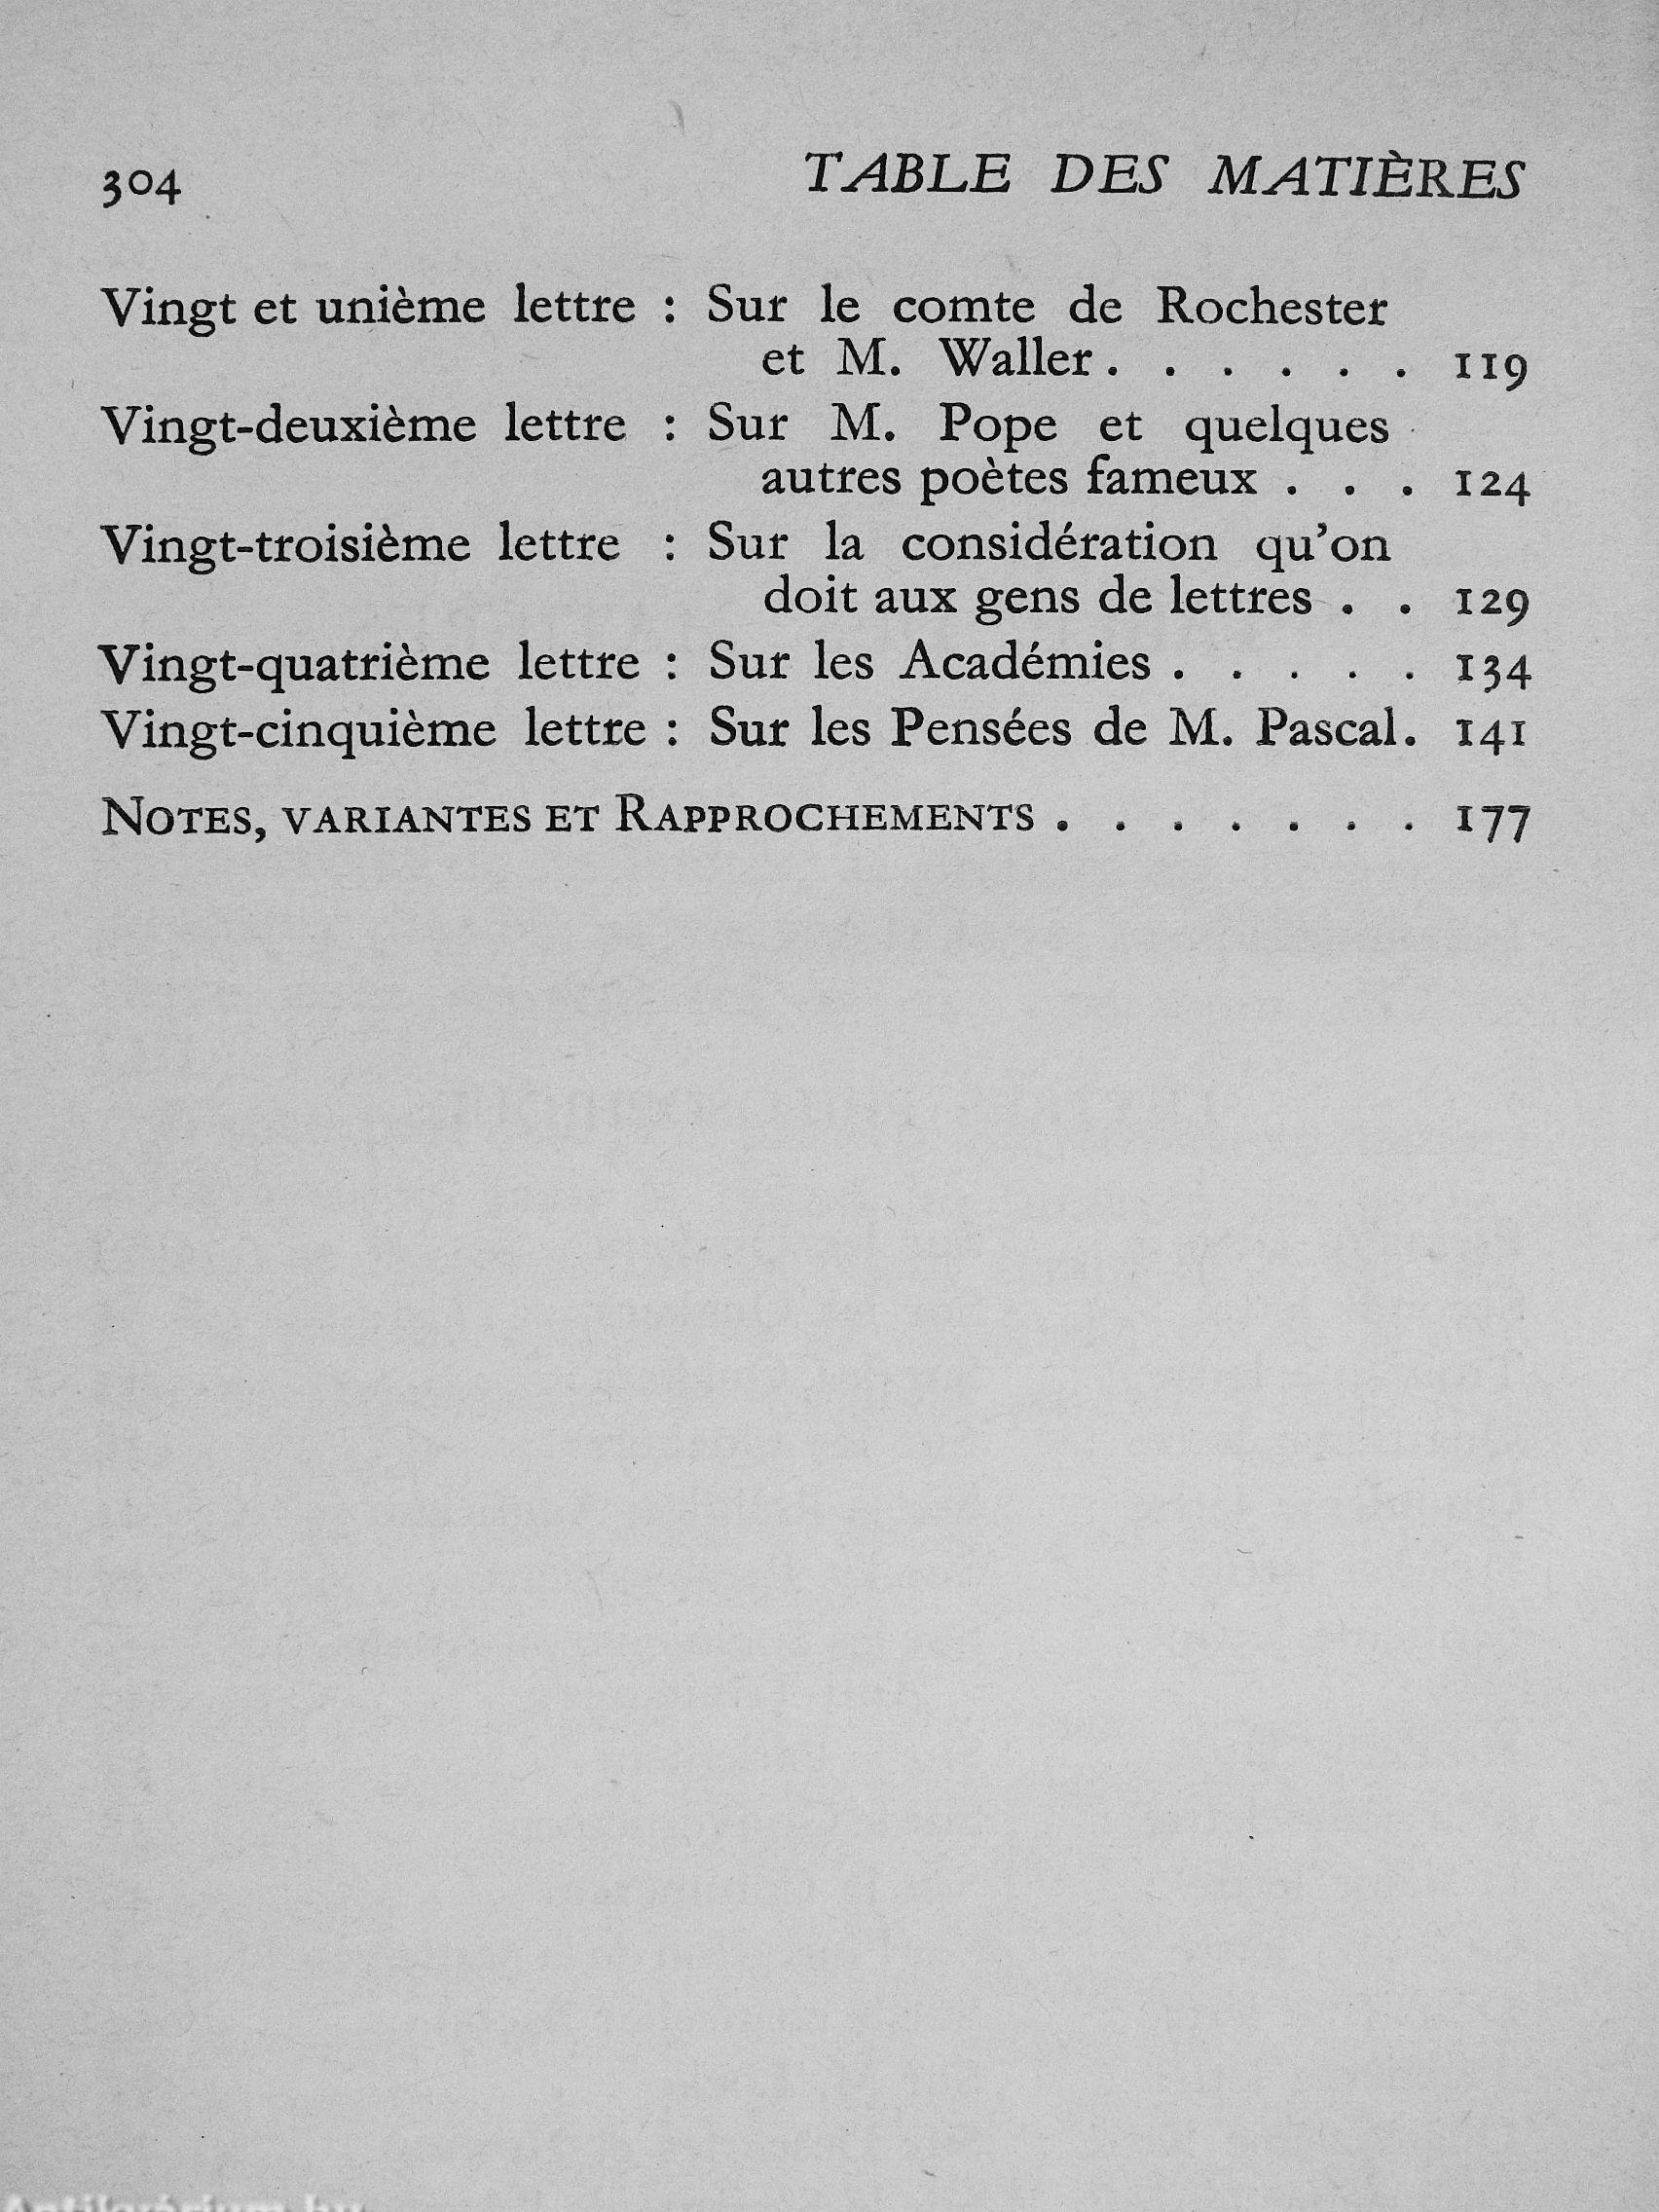 304 TABLE DES MATIÈRES
Vingt et unième lettre : Sur le comte de Rochester
et M. Waller . . . . . . 119
Vingt-deuxième lettre : Sur M. Pope et quelques
autres poètes fameux . . . 124
Vingt-troisième lettre : Sur la considération qu'on
doit aux gens de lettres . . 129
Vingt-quatrième lettre : Sur les Académies . . . . . 134
Vingt-cinquième lettre : Sur les Pensées de M. Pascal. 141
NOTES, VARIANTES ET RAPPROCHEMENTS . . . . . . . 177